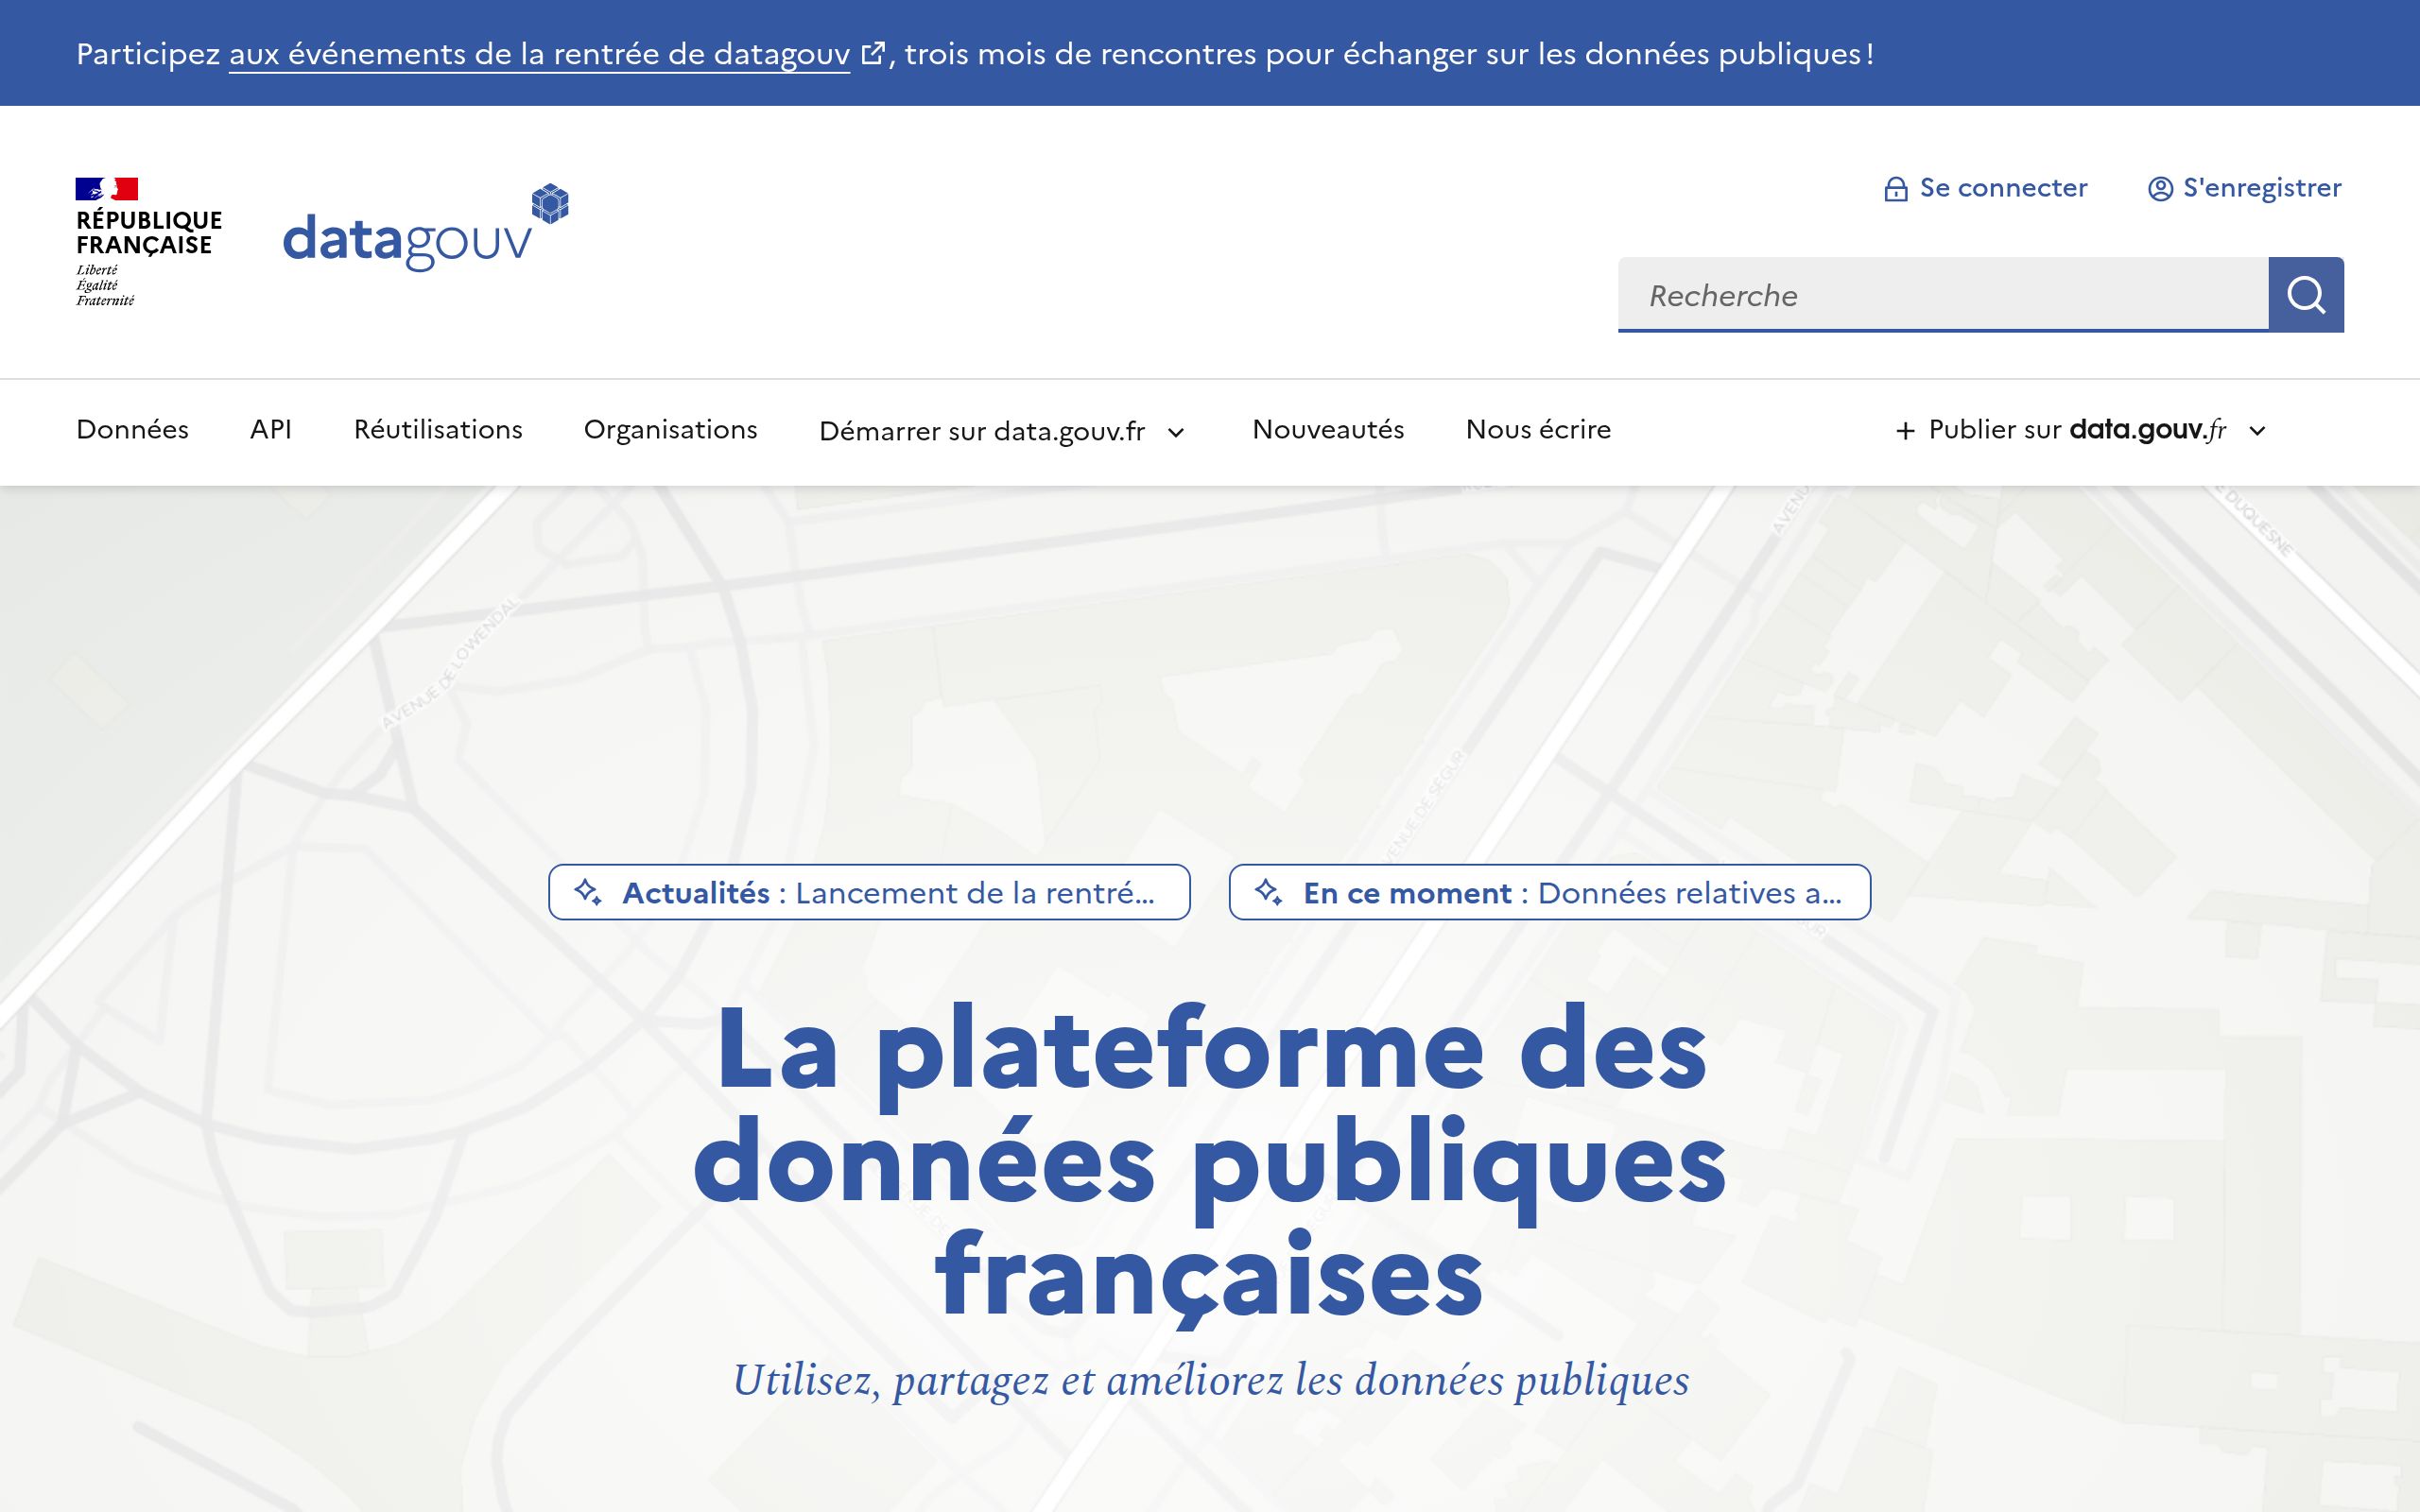 Participez aux événements de la rentrée de datagouv, trois mois de rencontres pour échanger sur les données publiques !
RÉPUBLIQUE
FRANÇAISE
Liberté
Égalité
Fraternité
datagouv
Se connecter
S'enregistrer
Recherche
Données
API
Réutilisations
Organisations
Démarrer sur data.gouv.fr
Nouveautés
Nous écrire
Publier sur data.gouv.fr
DUQUESNE
AVENUE DE LOWENDAL
AVENUE DE SEGUR
Actualités : Lancement de la rentré...
En ce moment : Données relatives a...
La plateforme des
données publiques
françaises
Utilisez, partagez et améliorez les données publiques